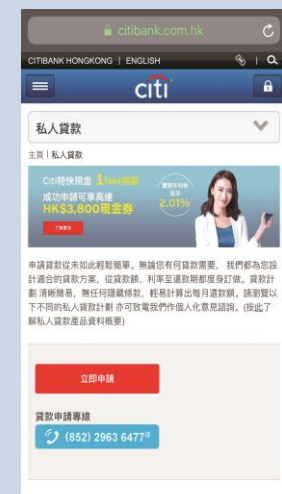 citibank.com.hk
CITIBANK HONGKONG | ENGLISH
citi
私人貸款
主頁 | 私人貸款
Citi特快現金 1Take
成功申請可享高達
HK$3,800現金券
2.01%
申請貸款從未如此輕鬆簡單。無論您有何貸款需要， 我們都為您設
計適合的貸款方案，從貸款額、利率至還款期都度身訂做。貸款計
劃 清晰簡易，無任何隱藏條款，輕易計算出每月還款額。請瀏覽以
下不同的私人貸款計劃 亦可致電我們作個人化意見諮詢。(按此了
解私人貸款產品資料概要)
立即申請
貸款申請專線
(852) 2963 6477